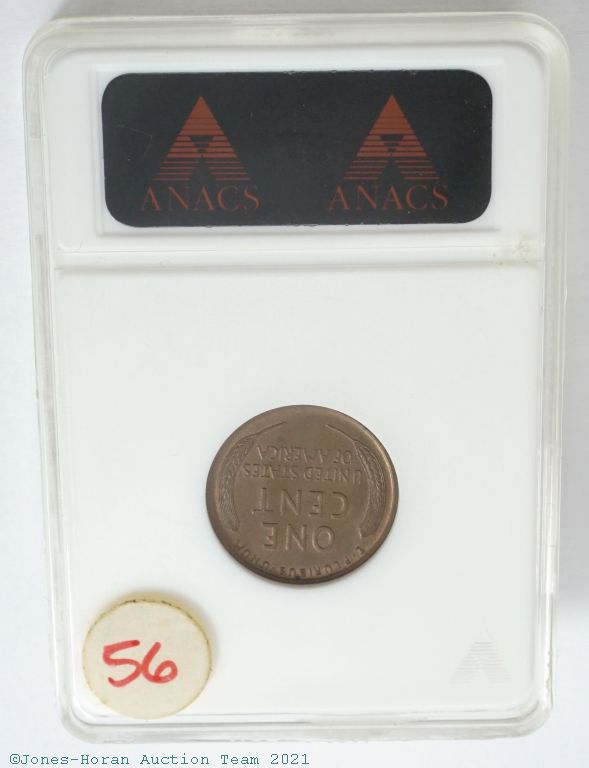 ANACS ANACS
E·PLURIBUS·UNUM
ONE
CENT
UNITED STATES
OF AMERICA
56
©Jones-Horan Auction Team 2021